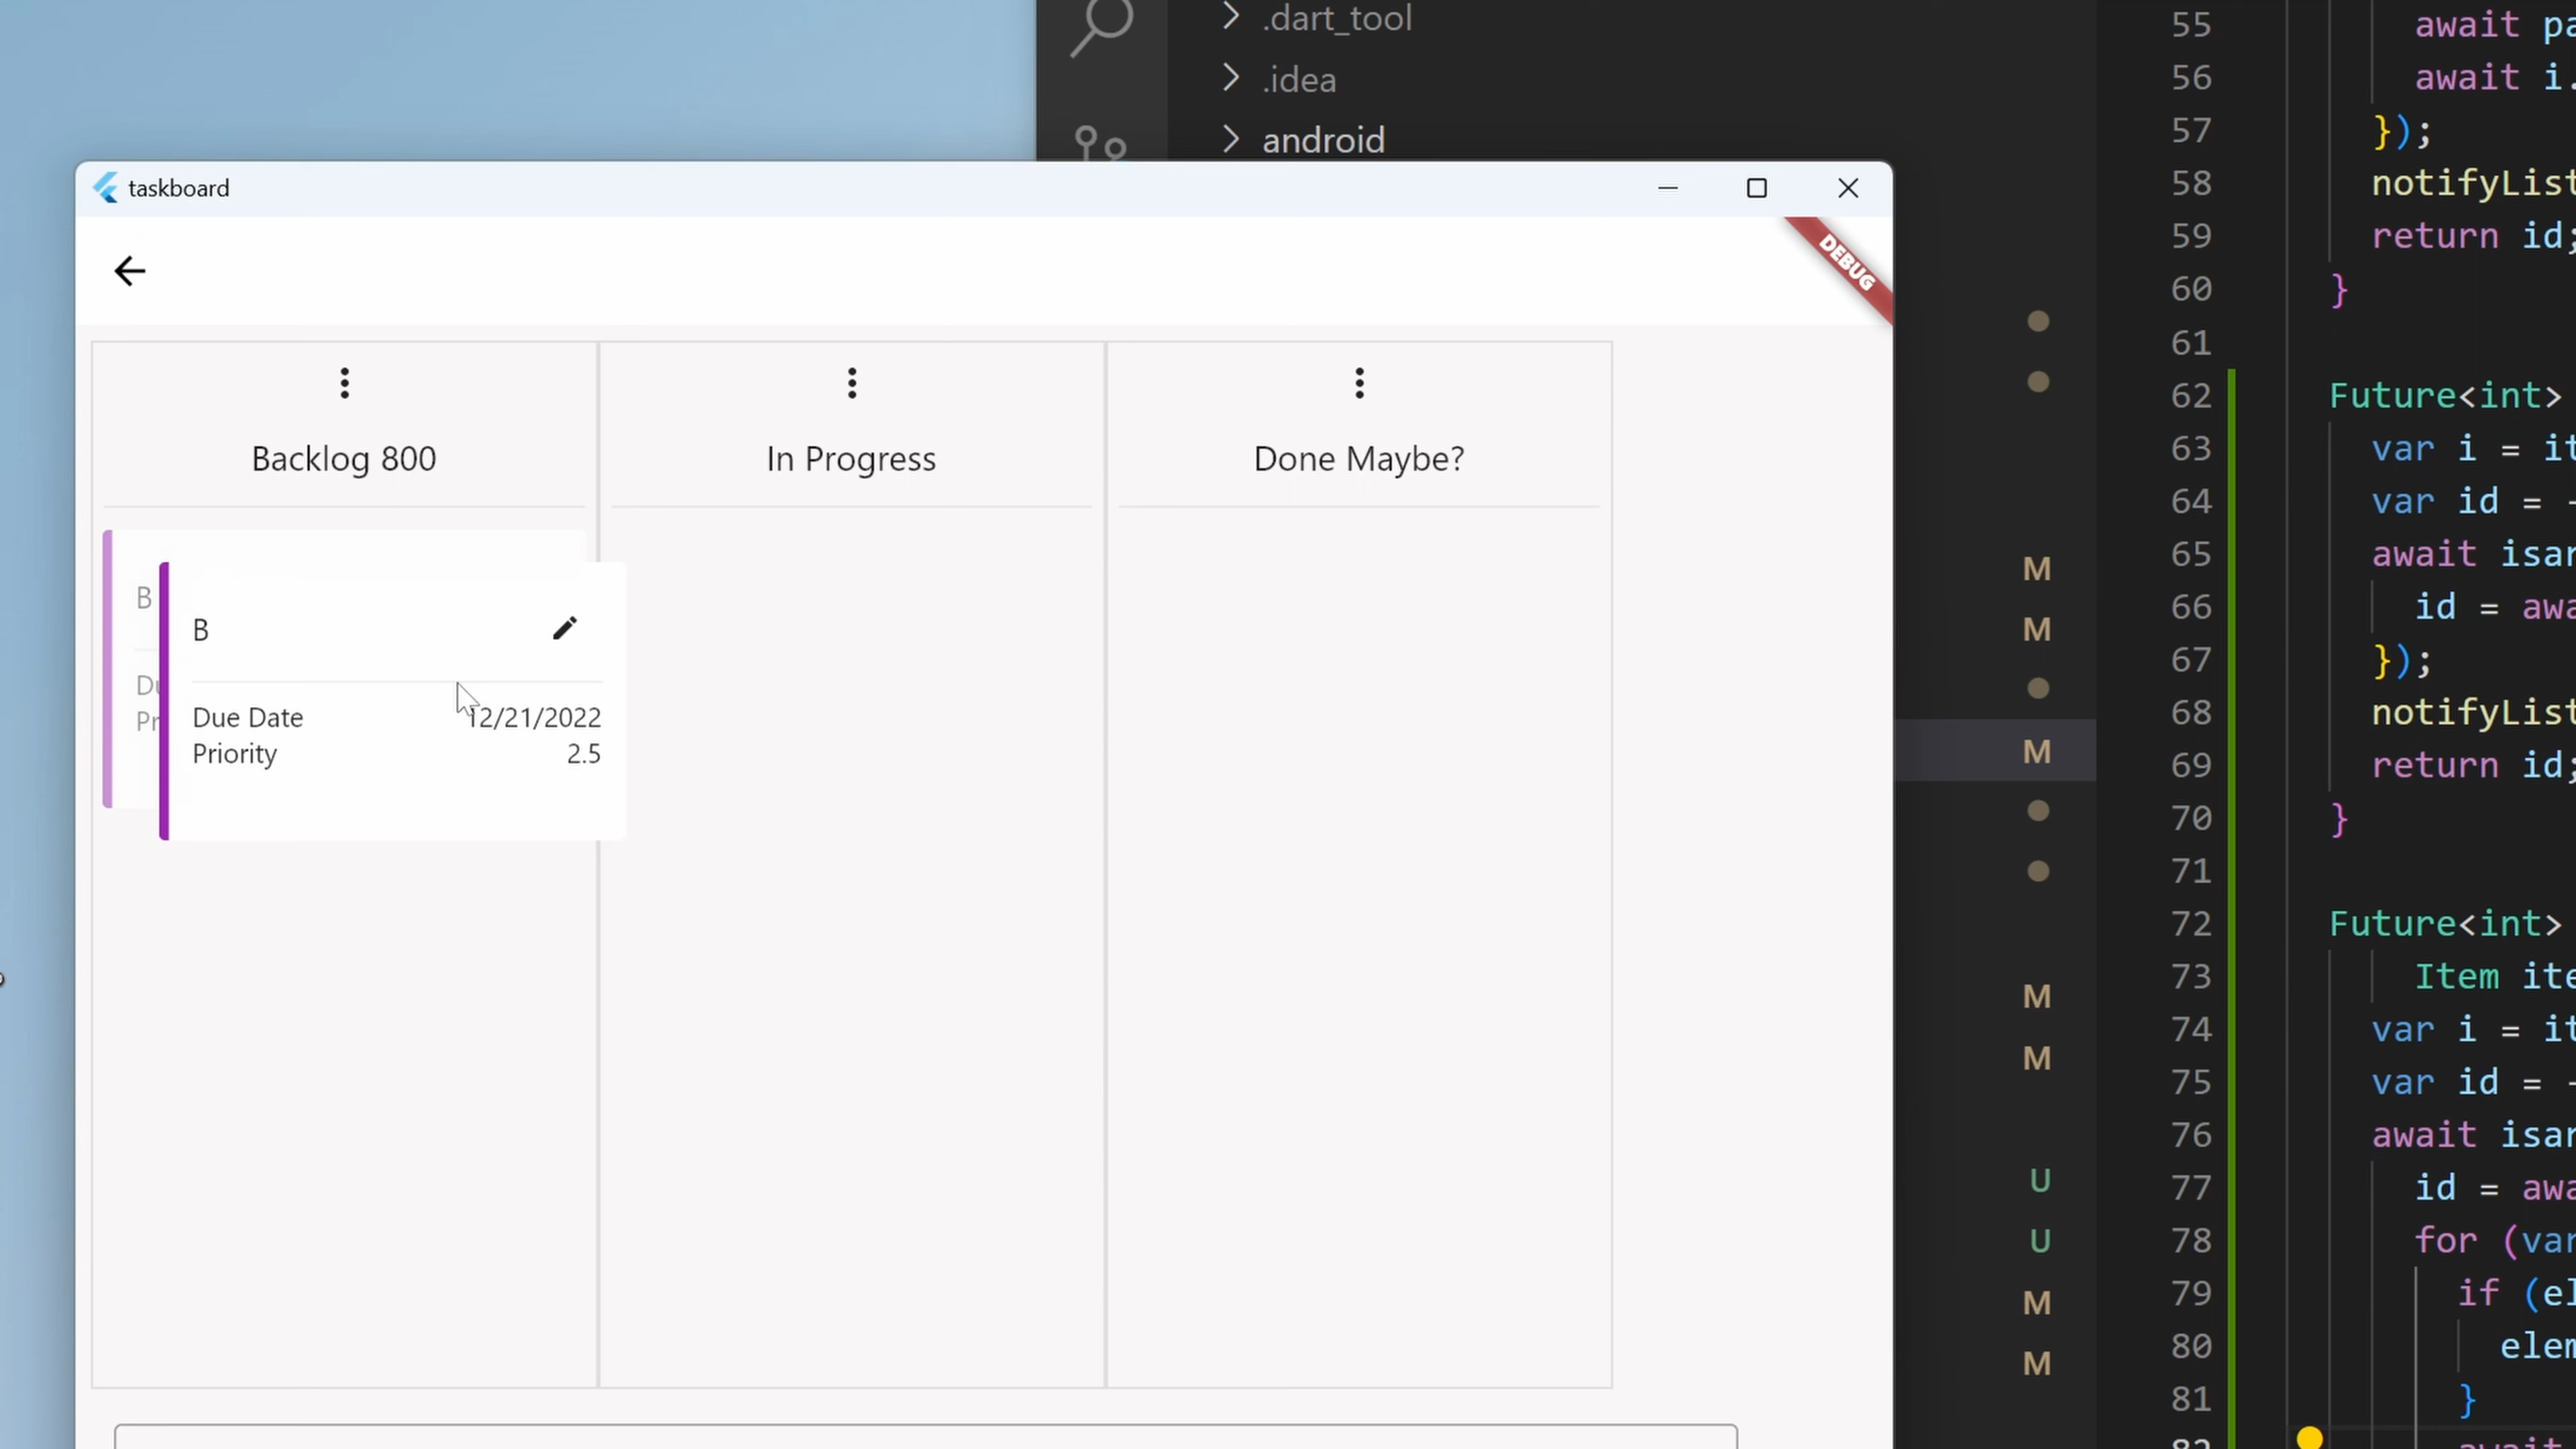 taskboard
DEBUG
Backlog 800
In Progress
Done Maybe?
B
Du
Pr
B
Due Date 12/21/2022
Priority 2.5
.dart_tool
.idea
android
M
M
M
M
M
U
U
M
M
55 await pa
56 await i.
57 });
58 notifyList
59 return id;
60 }
61
62 Future<int>
63 var i = it
64 var id = -
65 await isar
66 id = awa
67 });
68 notifyList
69 return id;
70 }
71
72 Future<int>
73 Item ite
74 var i = it
75 var id = -
76 await isar
77 id = awa
78 for (var
79 if (el
80 elem
81 }